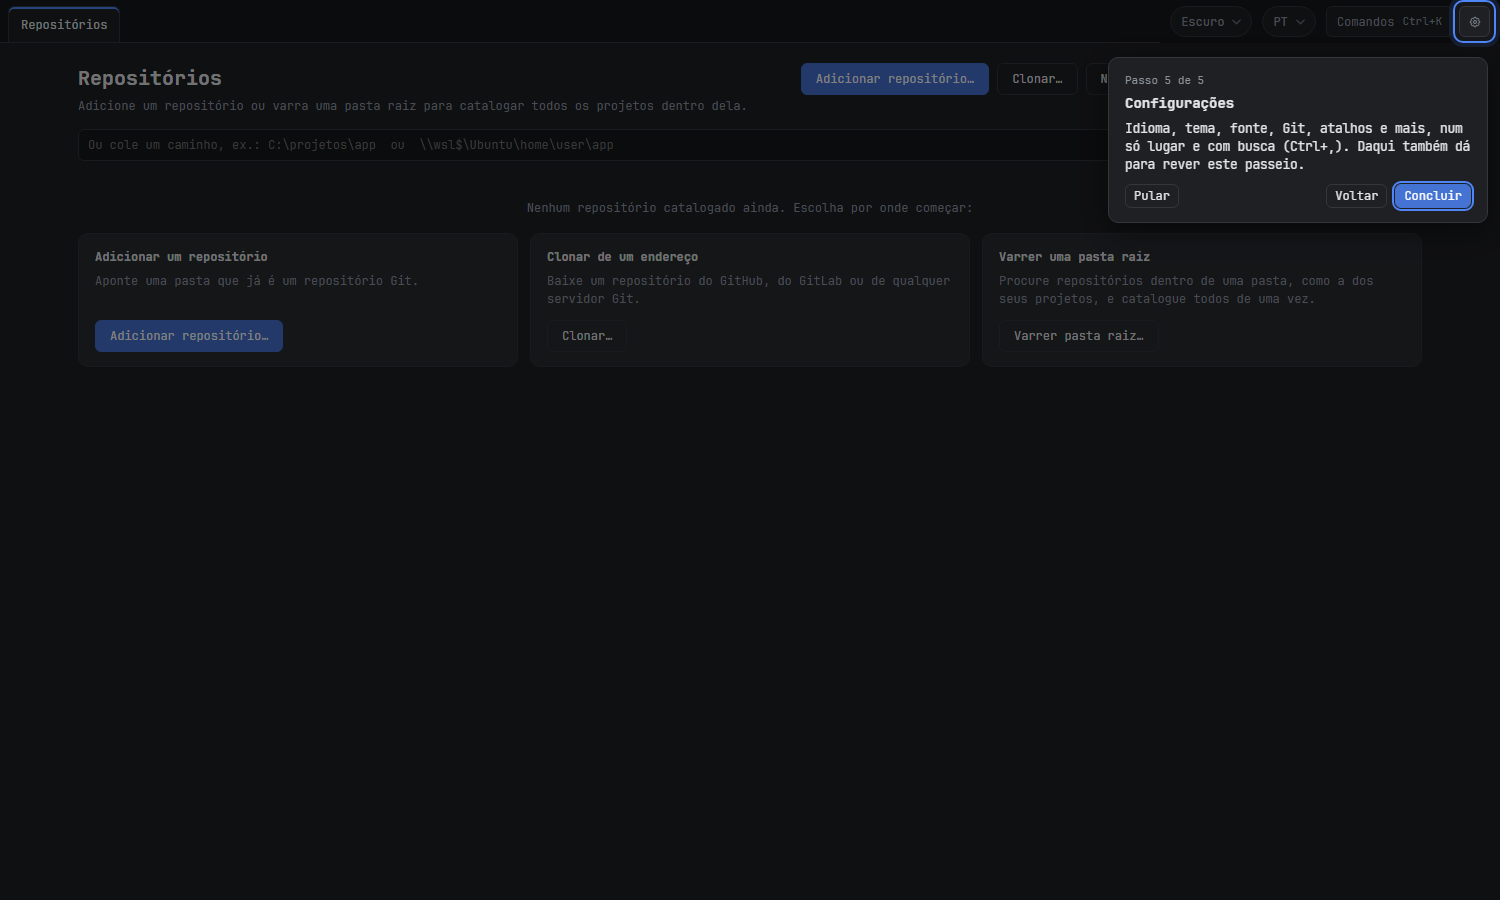 Repositórios
Escuro
PT
Comandos Ctrl+K
Repositórios
Adicionar repositório…
Clonar…
Adicione um repositório ou varra uma pasta raiz para catalogar todos os projetos dentro dela.
Ou cole um caminho, ex.: C:\projetos\app  ou  \\wsl$\Ubuntu\home\user\app
Passo 5 de 5
Configurações
Idioma, tema, fonte, Git, atalhos e mais, num
só lugar e com busca (Ctrl+,). Daqui também dá
para rever este passeio.
Pular
Voltar
Concluir
Nenhum repositório catalogado ainda. Escolha por onde começar:
Adicionar um repositório
Aponte uma pasta que já é um repositório Git.
Adicionar repositório…
Clonar de um endereço
Baixe um repositório do GitHub, do GitLab ou de qualquer
servidor Git.
Clonar…
Varrer uma pasta raiz
Procure repositórios dentro de uma pasta, como a dos
seus projetos, e catalogue todos de uma vez.
Varrer pasta raiz…